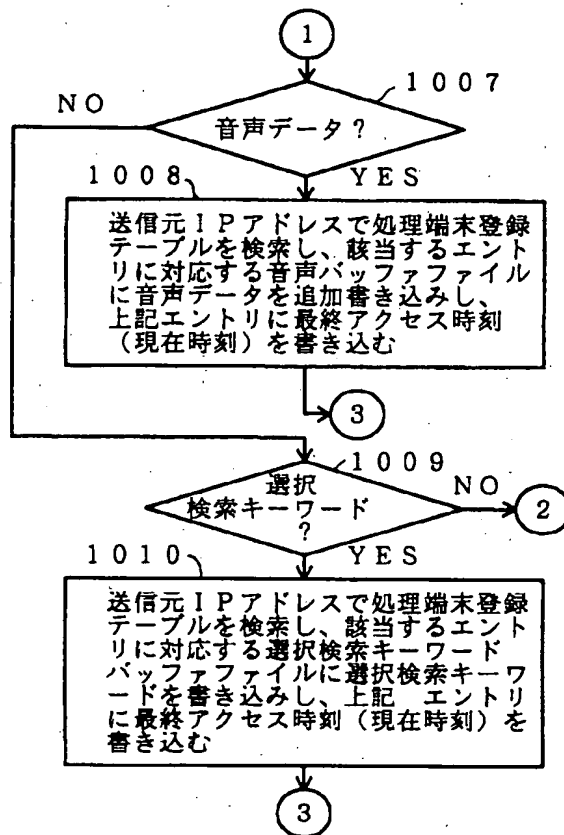 1
1007
NO
音声データ?
1008
YES
送信元IPアドレスで処理端末登録
テーブルを検索し、該当するエント
リに対応する音声バッファファイル
に音声データを追加書き込みし、
上記エントリに最終アクセス時刻
(現在時刻)を書き込む
3
1009
選択
検索キーワード
?
NO
2
1010
YES
送信元IPアドレスで処理端末登録
テーブルを検索し、該当するエント
リに対応する選択検索キーワード
バッファファイルに選択検索キーワ
ードを書き込みし、上記 エントリ
に最終アクセス時刻(現在時刻)を
書き込む
3